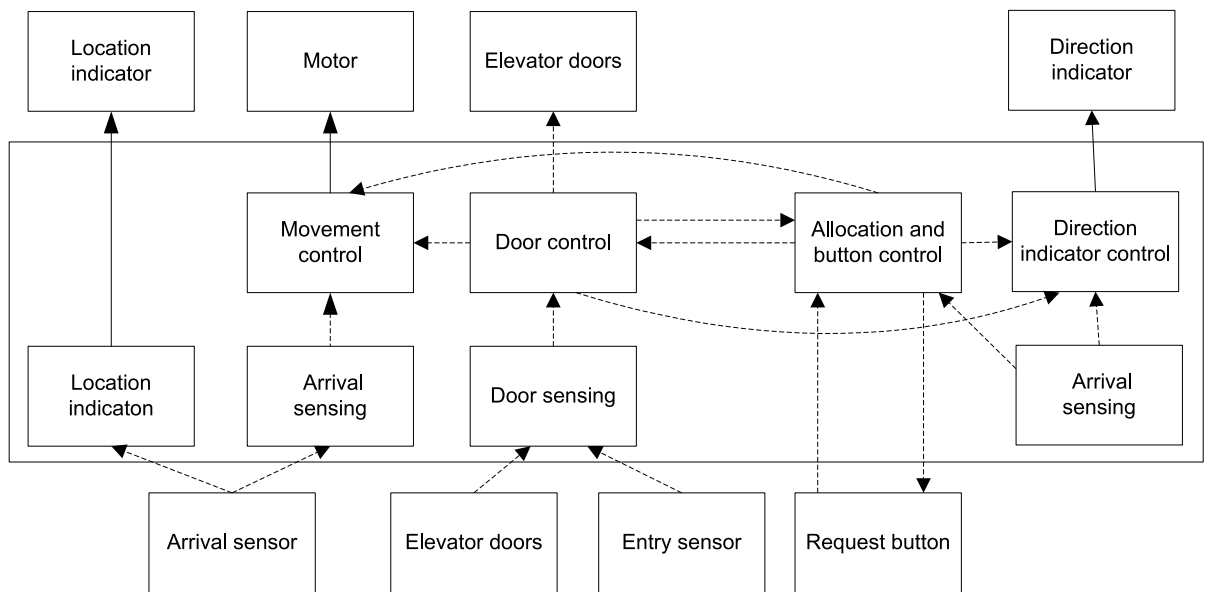 Location
indicator
Motor
Elevator doors
Direction
indicator
Movement
control
Door control
Allocation and
button control
Direction
indicator control
Location
indicaton
Arrival
sensing
Door sensing
Arrival
sensing
Arrival sensor
Elevator doors
Entry sensor
Request button